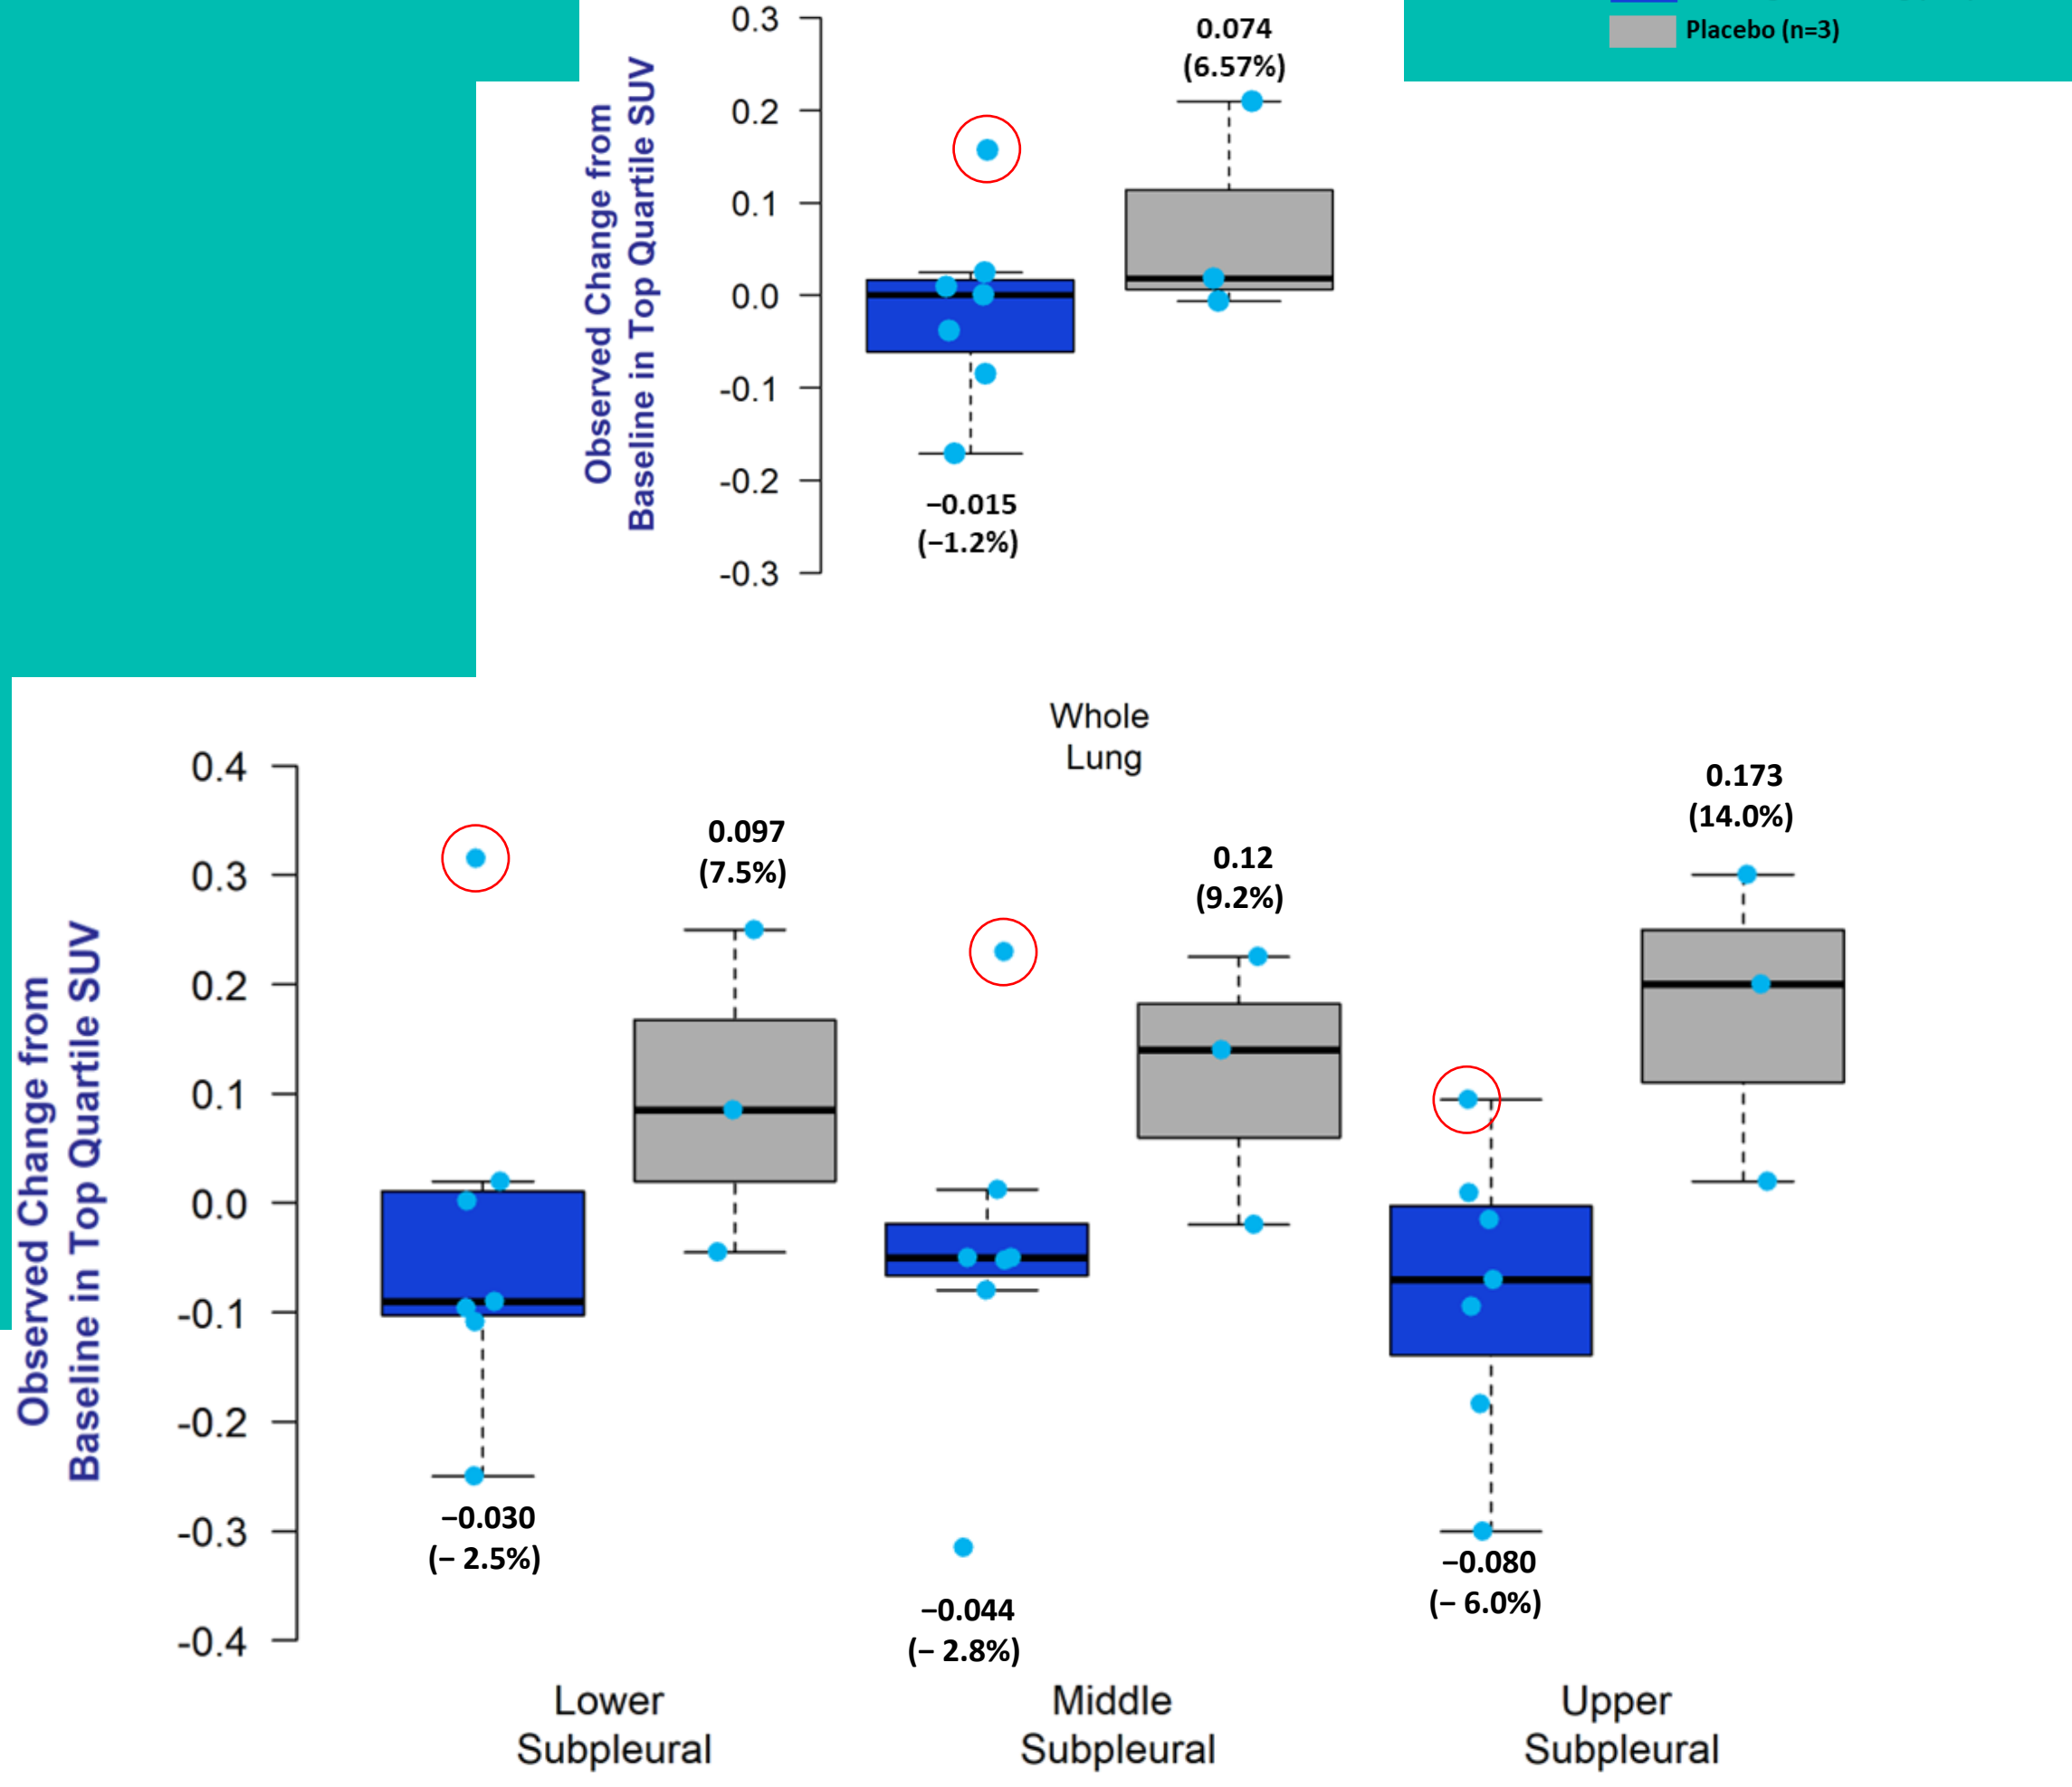 Placebo (n=3)
Observed Change from
Baseline in Top Quartile SUV
0.3
0.2
0.1
0.0
-0.1
-0.2
-0.3
0.074
(6.57%)
−0.015
(−1.2%)
Whole
Lung
Observed Change from
Baseline in Top Quartile SUV
0.4
0.3
0.2
0.1
0.0
-0.1
-0.2
-0.3
-0.4
0.097
(7.5%)
0.12
(9.2%)
0.173
(14.0%)
−0.030
(− 2.5%)
−0.044
(− 2.8%)
−0.080
(− 6.0%)
Lower
Subpleural
Middle
Subpleural
Upper
Subpleural